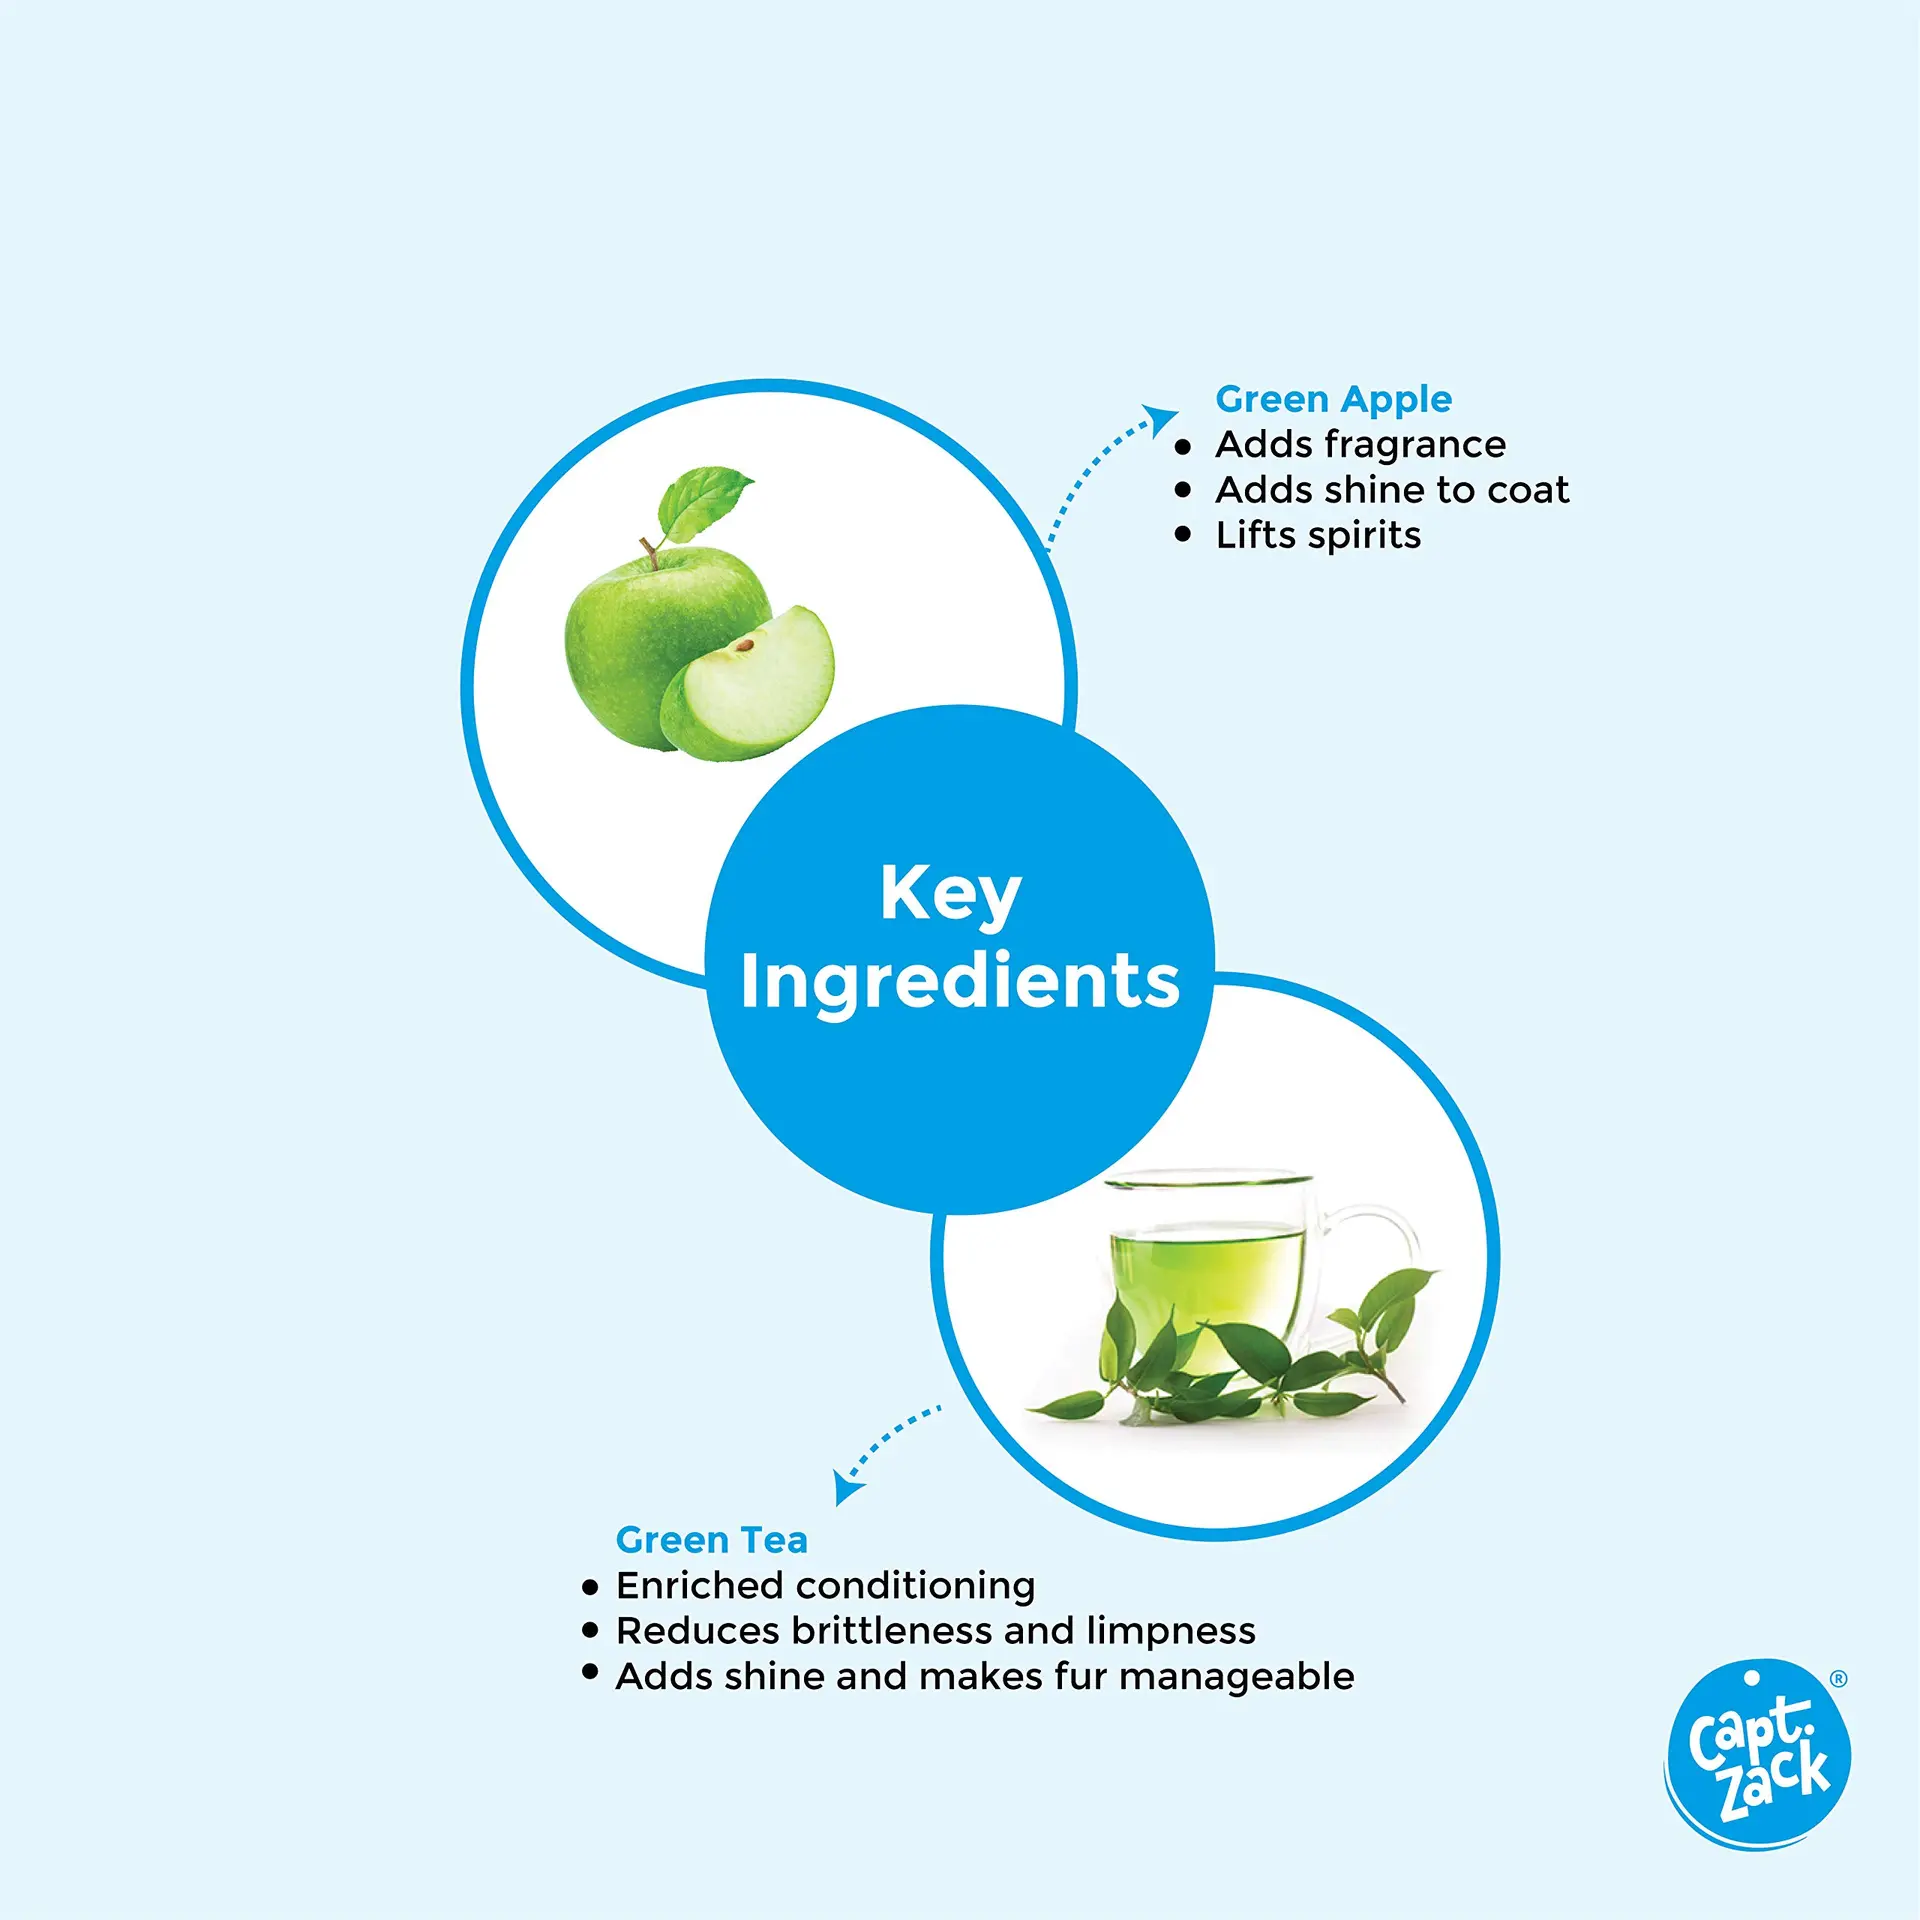 Green Apple
• Adds fragrance
• Adds shine to coat
• Lifts spirits
Key
Ingredients
Green Tea
• Enriched conditioning
• Reduces brittleness and limpness
• Adds shine and makes fur manageable
Capt.
Zack
®